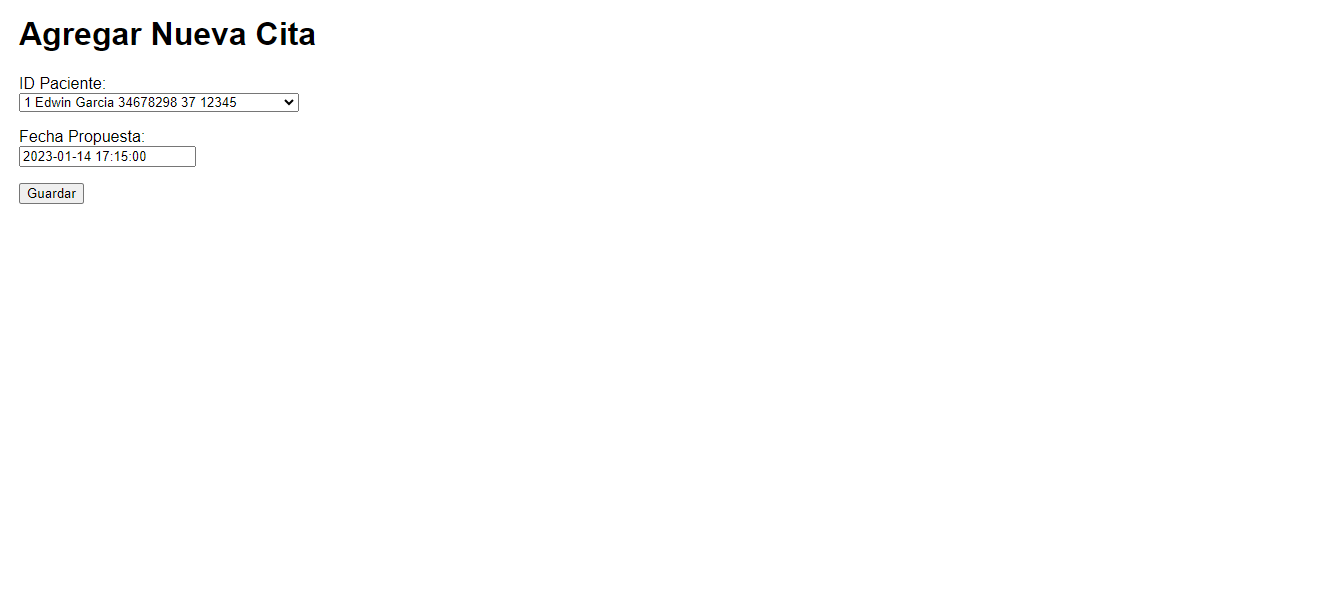 Agregar Nueva Cita
ID Paciente:
1 Edwin Garcia 34678298 37 12345
Fecha Propuesta:
2023-01-14 17:15:00
Guardar